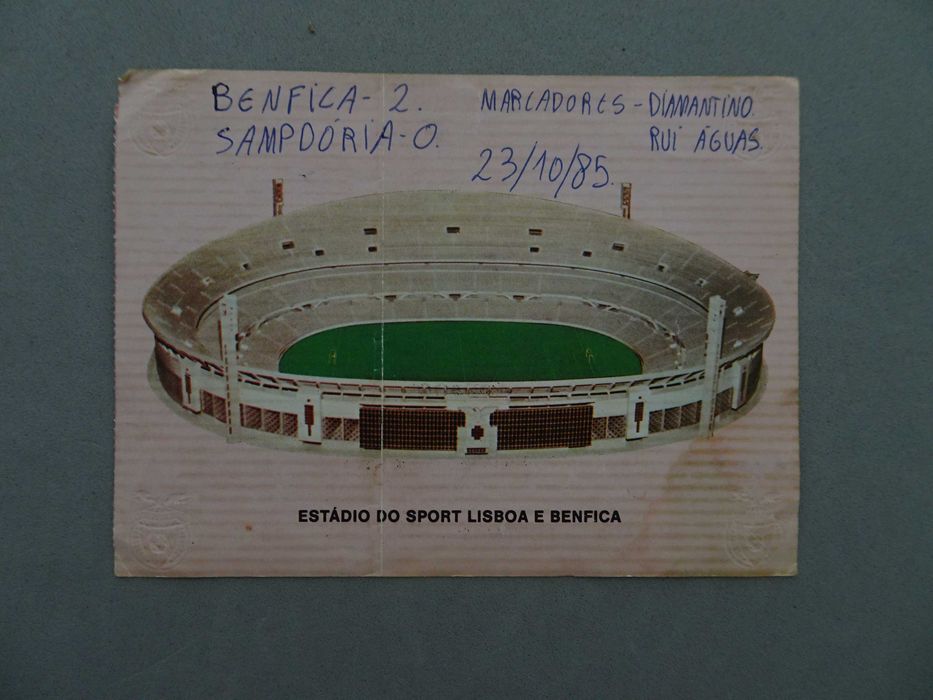 BENFICA - 2.
SAMPDÓRIA - 0.
MARCADORES - DIAMANTINO.
RUI ÁGUAS.
23/10/85.
ESTÁDIO DO SPORT LISBOA E BENFICA